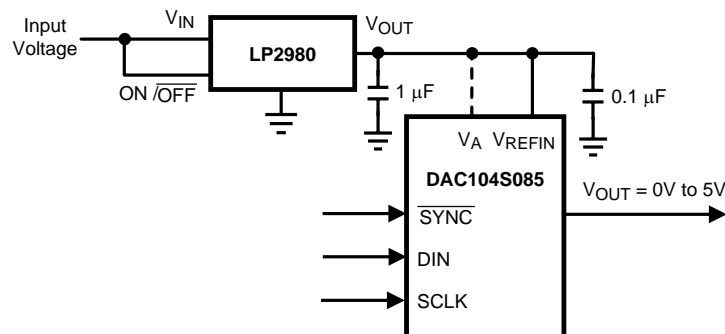 Input
Voltage
V_IN
LP2980
V_OUT
ON /OFF
1 μF
0.1 μF
V_A V_REFIN
DAC104S085
SYNC
V_OUT = 0V to 5V
DIN
SCLK